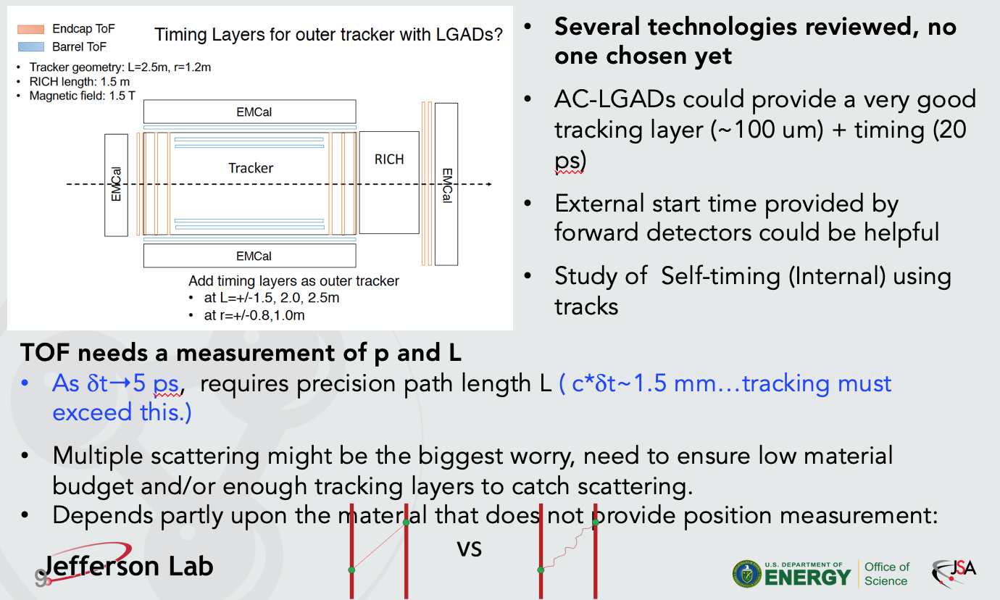 Endcap ToF
Barrel ToF
Timing Layers for outer tracker with LGADs?
• Tracker geometry: L=2.5m, r=1.2m
• RICH length: 1.5 m
• Magnetic field: 1.5 T
EMCal
EMCal
Tracker
RICH
EMCal
EMCal
Add timing layers as outer tracker
• at L=+/-1.5, 2.0, 2.5m
• at r=+/-0.8,1.0m
• Several technologies reviewed, no
one chosen yet
• AC-LGADs could provide a very good
tracking layer (~100 um) + timing (20
ps)
• External start time provided by
forward detectors could be helpful
• Study of  Self-timing (Internal) using
tracks
TOF needs a measurement of p and L
• As δt→5 ps,  requires precision path length L ( c*δt~1.5 mm…tracking must
exceed this.)
• Multiple scattering might be the biggest worry, need to ensure low material
budget and/or enough tracking layers to catch scattering.
• Depends partly upon the material that does not provide position measurement:
vs
9
Jefferson Lab
U.S. DEPARTMENT OF
ENERGY
Office of
Science
JSA